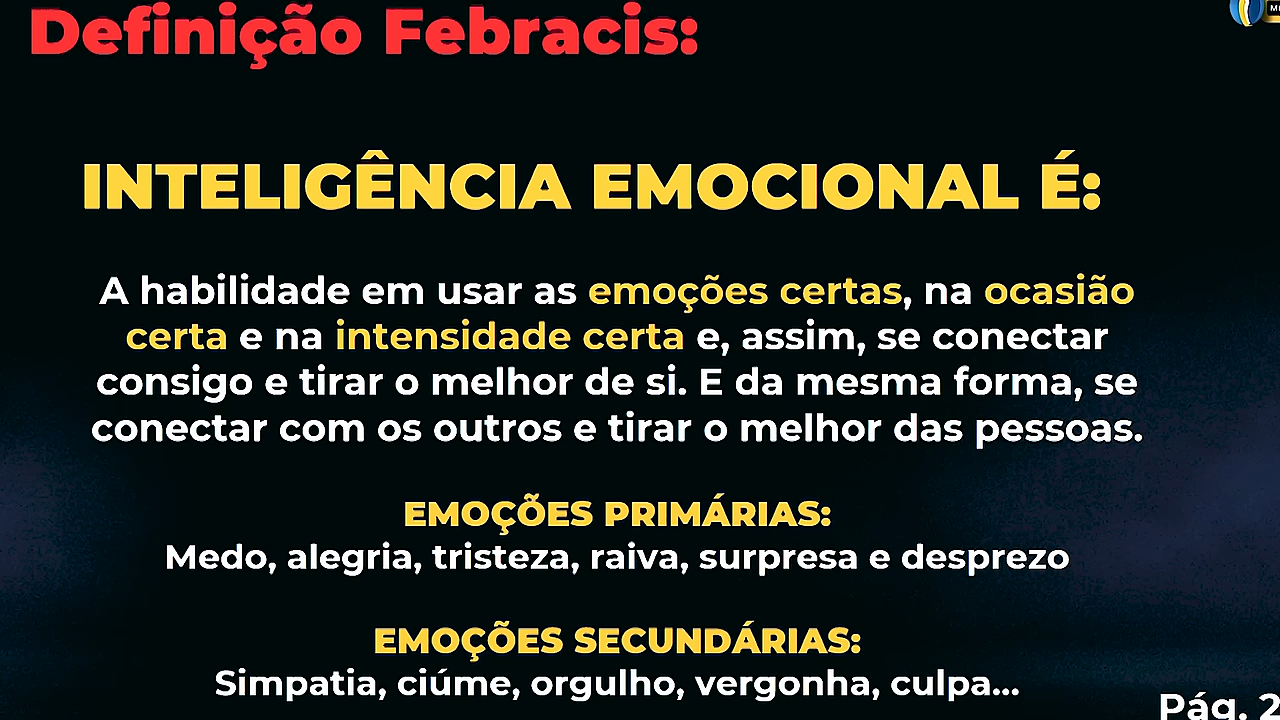 Definição Febracis:
INTELIGÊNCIA EMOCIONAL É:
A habilidade em usar as emoções certas, na ocasião
certa e na intensidade certa e, assim, se conectar
consigo e tirar o melhor de si. E da mesma forma, se
conectar com os outros e tirar o melhor das pessoas.
EMOÇÕES PRIMÁRIAS:
Medo, alegria, tristeza, raiva, surpresa e desprezo
EMOÇÕES SECUNDÁRIAS:
Simpatia, ciúme, orgulho, vergonha, culpa...
Pág. 2